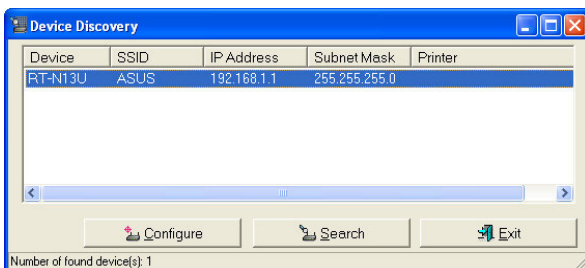 Device Discovery
Device SSID IP Address Subnet Mask Printer
RT-N13U ASUS 192.168.1.1 255.255.255.0
Configure Search Exit
Number of found device(s): 1